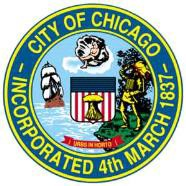 CITY OF CHICAGO
URBS IN HORTO
INCORPORATED 4th MARCH 1837